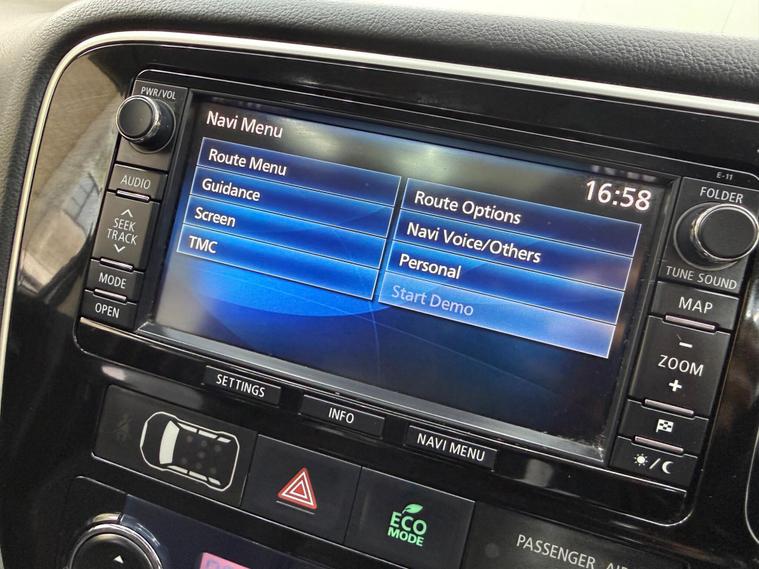 PWR/VOL
E-11
FOLDER
Navi Menu
16:58
AUDIO
Route Menu
Route Options
Guidance
Navi Voice/Others
SEEK
TRACK
Screen
Personal
TMC
Start Demo
TUNE SOUND
MODE
MAP
OPEN
ZOOM
SETTINGS
INFO
NAVI MENU
ECO
MODE
PASSENGER